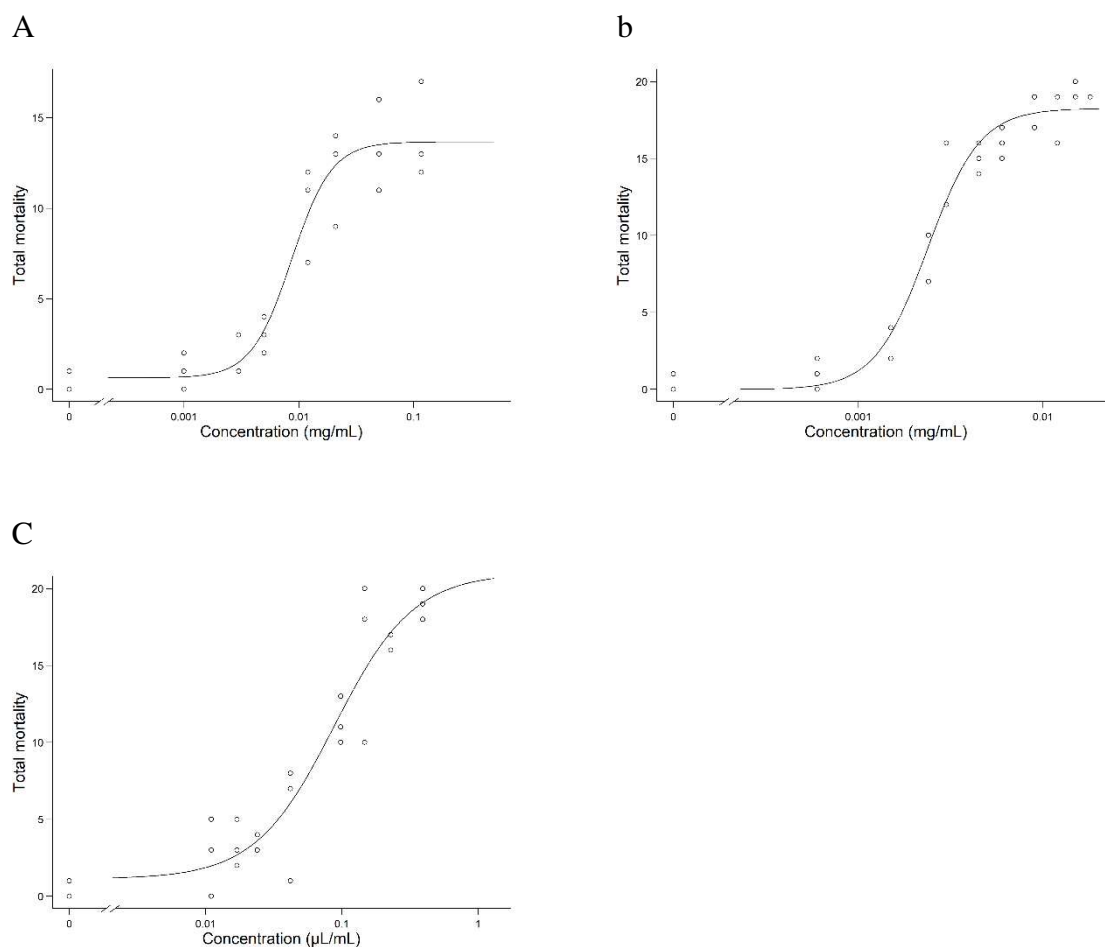 A
b
15
10
5
0
Total mortality
0 0.001 0.01 0.1
Concentration (mg/mL)
20
15
10
5
0
Total mortality
0 0.001 0.01
Concentration (mg/mL)
C
20
15
10
5
0
Total mortality
0 0.01 0.1 1
Concentration (µL/mL)